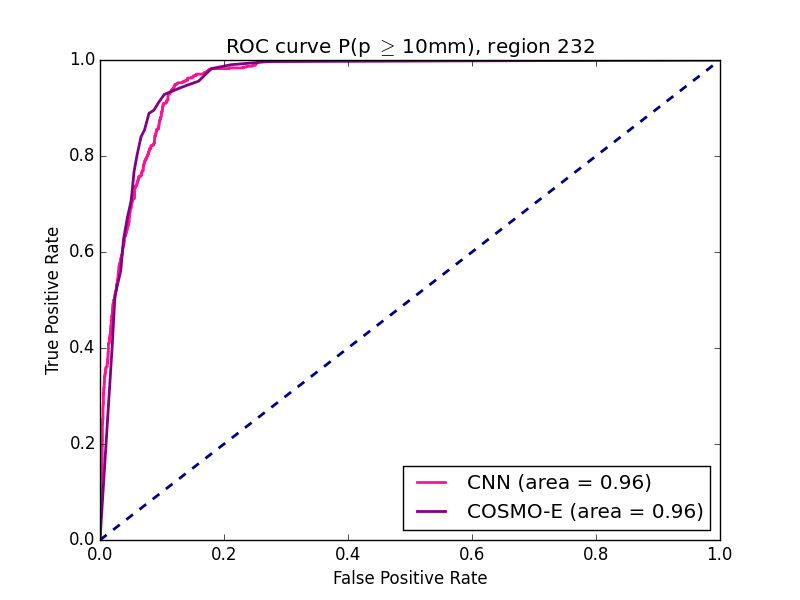 ROC curve P(p ≥ 10mm), region 232
True Positive Rate
1.0
0.8
0.6
0.4
0.2
0.0
0.0 0.2 0.4 0.6 0.8 1.0
False Positive Rate
CNN (area = 0.96)
COSMO-E (area = 0.96)